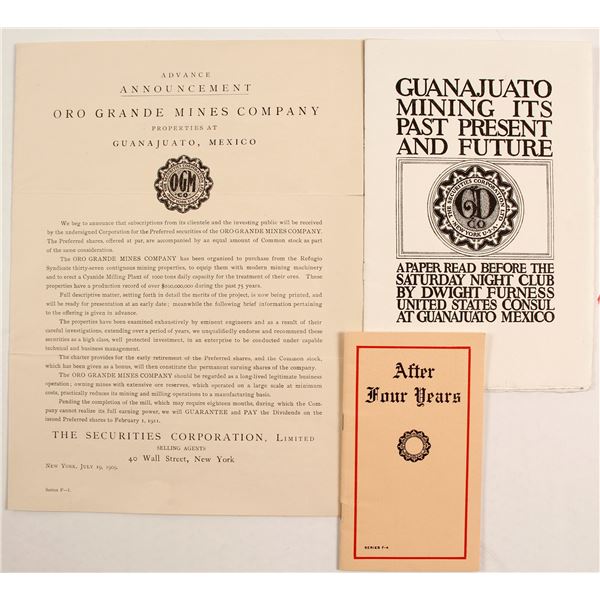 ADVANCE
ANNOUNCEMENT
ORO GRANDE MINES COMPANY
PROPERTIES AT
GUANAJUATO, MEXICO
OGM
CO
We beg to announce that subscriptions from its clientele and the investing public will be received
by the undersigned Corporation for the Preferred securities of the ORO GRANDE MINES COMPANY.
The Preferred shares, offered at par, are accompanied by an equal amount of Common stock as part
of the same consideration.
The ORO GRANDE MINES COMPANY has been organized to purchase from the Refugio
Syndicate thirty-seven contiguous mining properties, to equip them with modern mining machinery
and to erect a Cyanide Milling Plant of 1000 tons daily capacity for the treatment of their ores. These
properties have a production record of over $100,000,000 during the past 75 years.
Full descriptive matter, setting forth in detail the merits of the project, is now being printed, and
will be ready for presentation at an early date; meanwhile the following brief information pertinent
to the offering is given in advance.
The properties have been examined exhaustively by eminent engineers and as a result of their
careful investigations, extending over a period of years, we unqualifiedly endorse and recommend these
securities as a high class, well protected investment, in an enterprise to be conducted under capable
technical and business management.
The charter provides for the early retirement of the Preferred shares, and the Common stock,
which has been given as a bonus, will then constitute the permanent earning shares of the company.
The ORO GRANDE MINES COMPANY should be regarded as a long-lived legitimate business
operation; owning mines with extensive ore reserves, which operated on a large scale at minimum
costs, practically reduces its mining and milling operations to a manufacturing basis.
Pending the completion of the mill, which may require eighteen months, during which the Com-
pany cannot realize its full earning power, we will GUARANTEE and PAY the Dividends on the
issued Preferred shares to February 1, 1911.
THE SECURITIES CORPORATION, LIMITED
SELLING AGENTS
40 WALL STREET, NEW YORK
NEW YORK, JULY 19, 1909.
Series F—1.
GUANAJUATO
MINING ITS
PAST PRESENT
AND FUTURE
THE SECURITIES CORPORATION LTD
CO
NEW YORK U.S.A.
A PAPER READ BEFORE THE
SATURDAY NIGHT CLUB
BY DWIGHT FURNESS
UNITED STATES CONSUL
AT GUANAJUATO MEXICO
After
Four Years
SERIES F-4